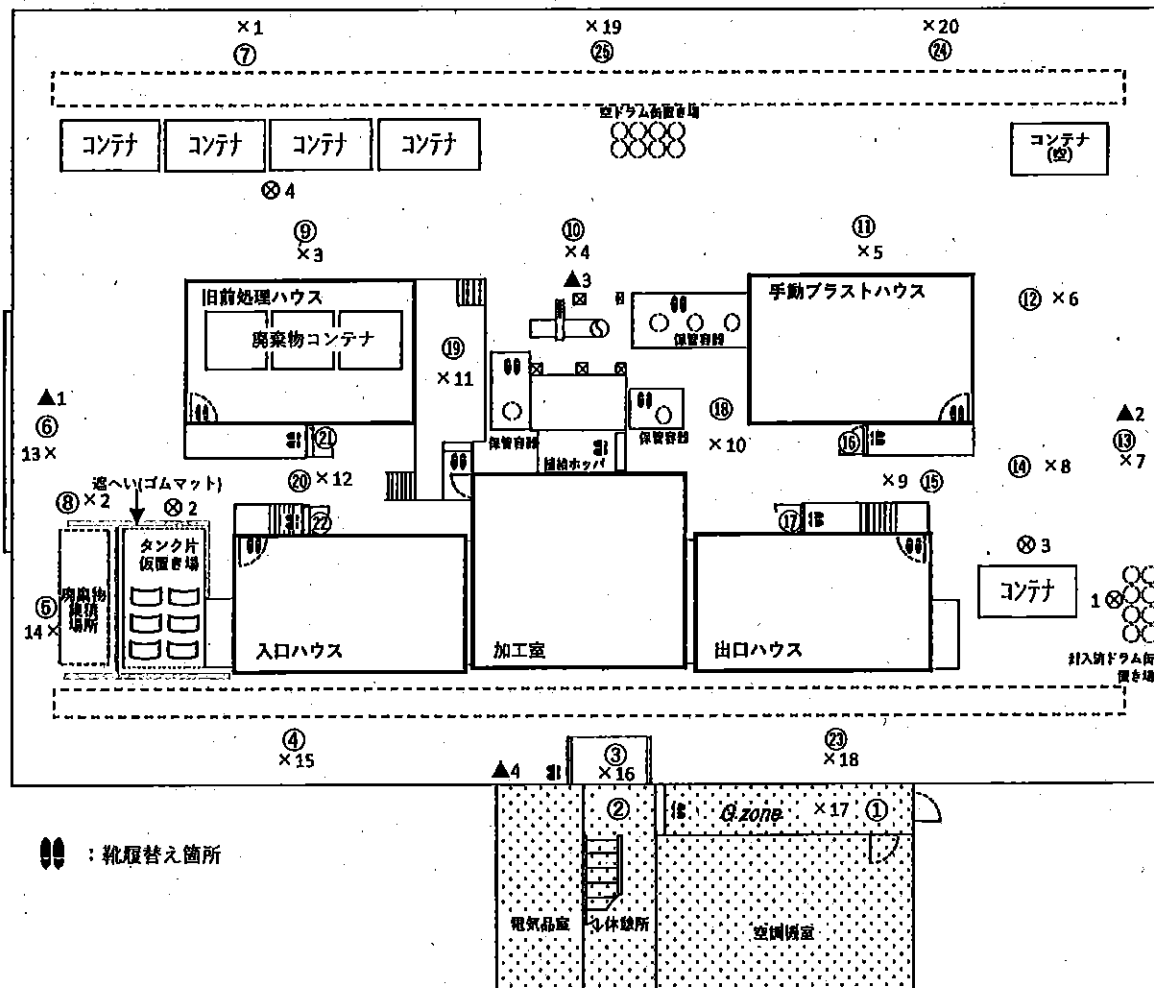 ×1
×19
×20
⑦
㉕
㉔
空ドラム缶置き場
コンテナ
コンテナ
コンテナ
コンテナ
コンテナ
(空)
⊗4
⑨
×3
⑩
×4
▲3
⑪
×5
⑫ ×6
旧前処理ハウス
廃棄物コンテナ
手動ブラストハウス
保管容器
⑲
×11
▲1
⑥
13×
⑱
×10
▲2
⑬
×7
保管容器
保管容器
㉑
⑯
⑭ ×8
⑳ ×12
×9 ⑮
遮へい(ゴムマット)
⑧ ×2
⊗2
㉒
⑰
⊗3
タンク片
仮置き場
コンテナ
1⊗
⑤
14×
廃棄物
場所
入口ハウス
加工室
出口ハウス
封入済ドラム缶
置き場
④
×15
③
×16
㉓
×18
▲4
②
G.zone
×17 ①
:靴履替え箇所
電気品室
休憩所
空調機室